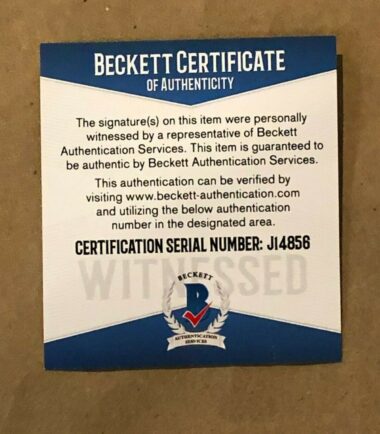 BECKETT CERTIFICATE
OF AUTHENTICITY
The signature(s) on this item were personally
witnessed by a representative of Beckett
Authentication Services. This item is guaranteed to
be authentic by Beckett Authentication Services.
This authentication can be verified by
visiting www.beckett-authentication.com
and utilizing the below authentication
number in the designated area.
CERTIFICATION SERIAL NUMBER: J14856
WITNESSED
BECKETT
B
AUTHENTICATION
SERVICES